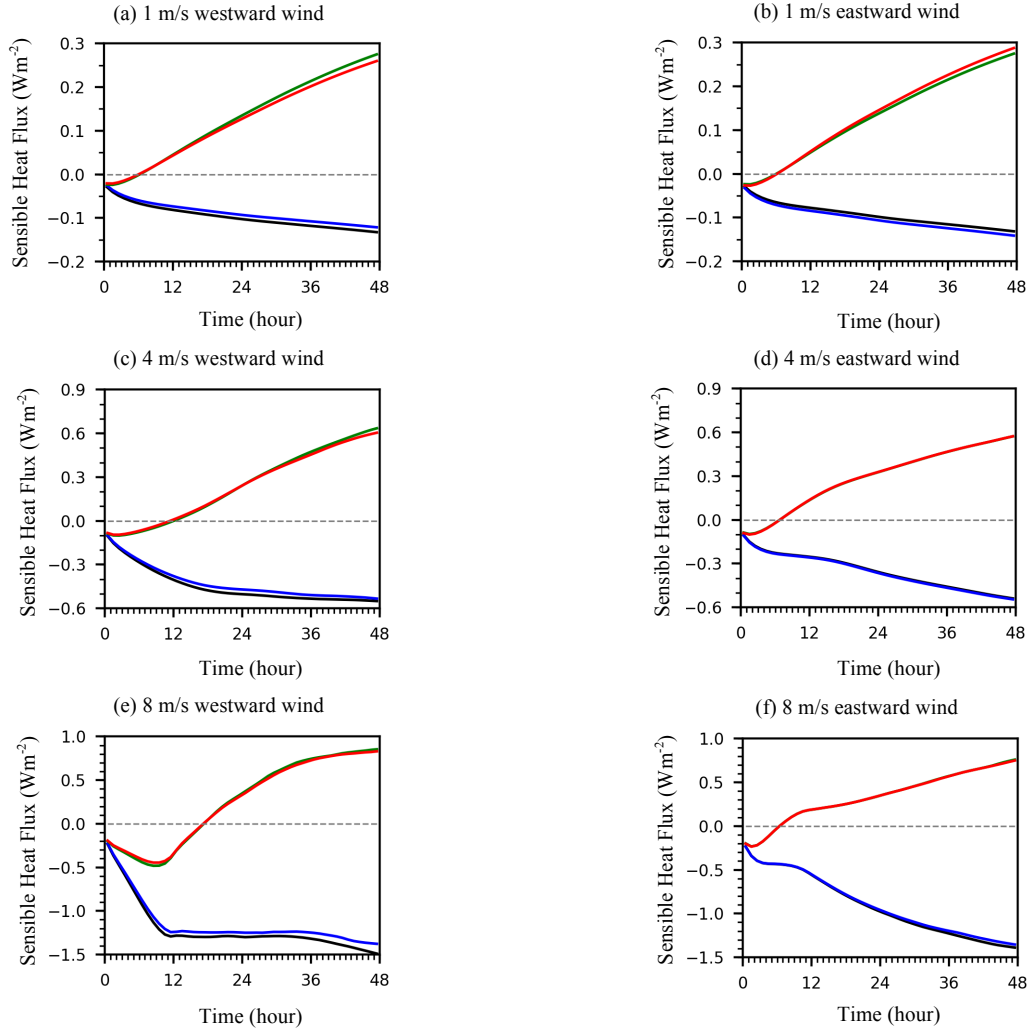 (a) 1 m/s westward wind
(b) 1 m/s eastward wind
Sensible Heat Flux (Wm-2)
0.3
0.2
0.1
0.0
−0.1
−0.2
0 12 24 36 48
Time (hour)
Sensible Heat Flux (Wm-2)
0.3
0.2
0.1
0.0
−0.1
−0.2
0 12 24 36 48
Time (hour)
(c) 4 m/s westward wind
(d) 4 m/s eastward wind
Sensible Heat Flux (Wm-2)
0.9
0.6
0.3
0.0
−0.3
−0.6
0 12 24 36 48
Time (hour)
Sensible Heat Flux (Wm-2)
0.9
0.6
0.3
0.0
−0.3
−0.6
0 12 24 36 48
Time (hour)
(e) 8 m/s westward wind
(f) 8 m/s eastward wind
Sensible Heat Flux (Wm-2)
1.0
0.5
0.0
−0.5
−1.0
−1.5
0 12 24 36 48
Time (hour)
Sensible Heat Flux (Wm-2)
1.0
0.5
0.0
−0.5
−1.0
−1.5
0 12 24 36 48
Time (hour)